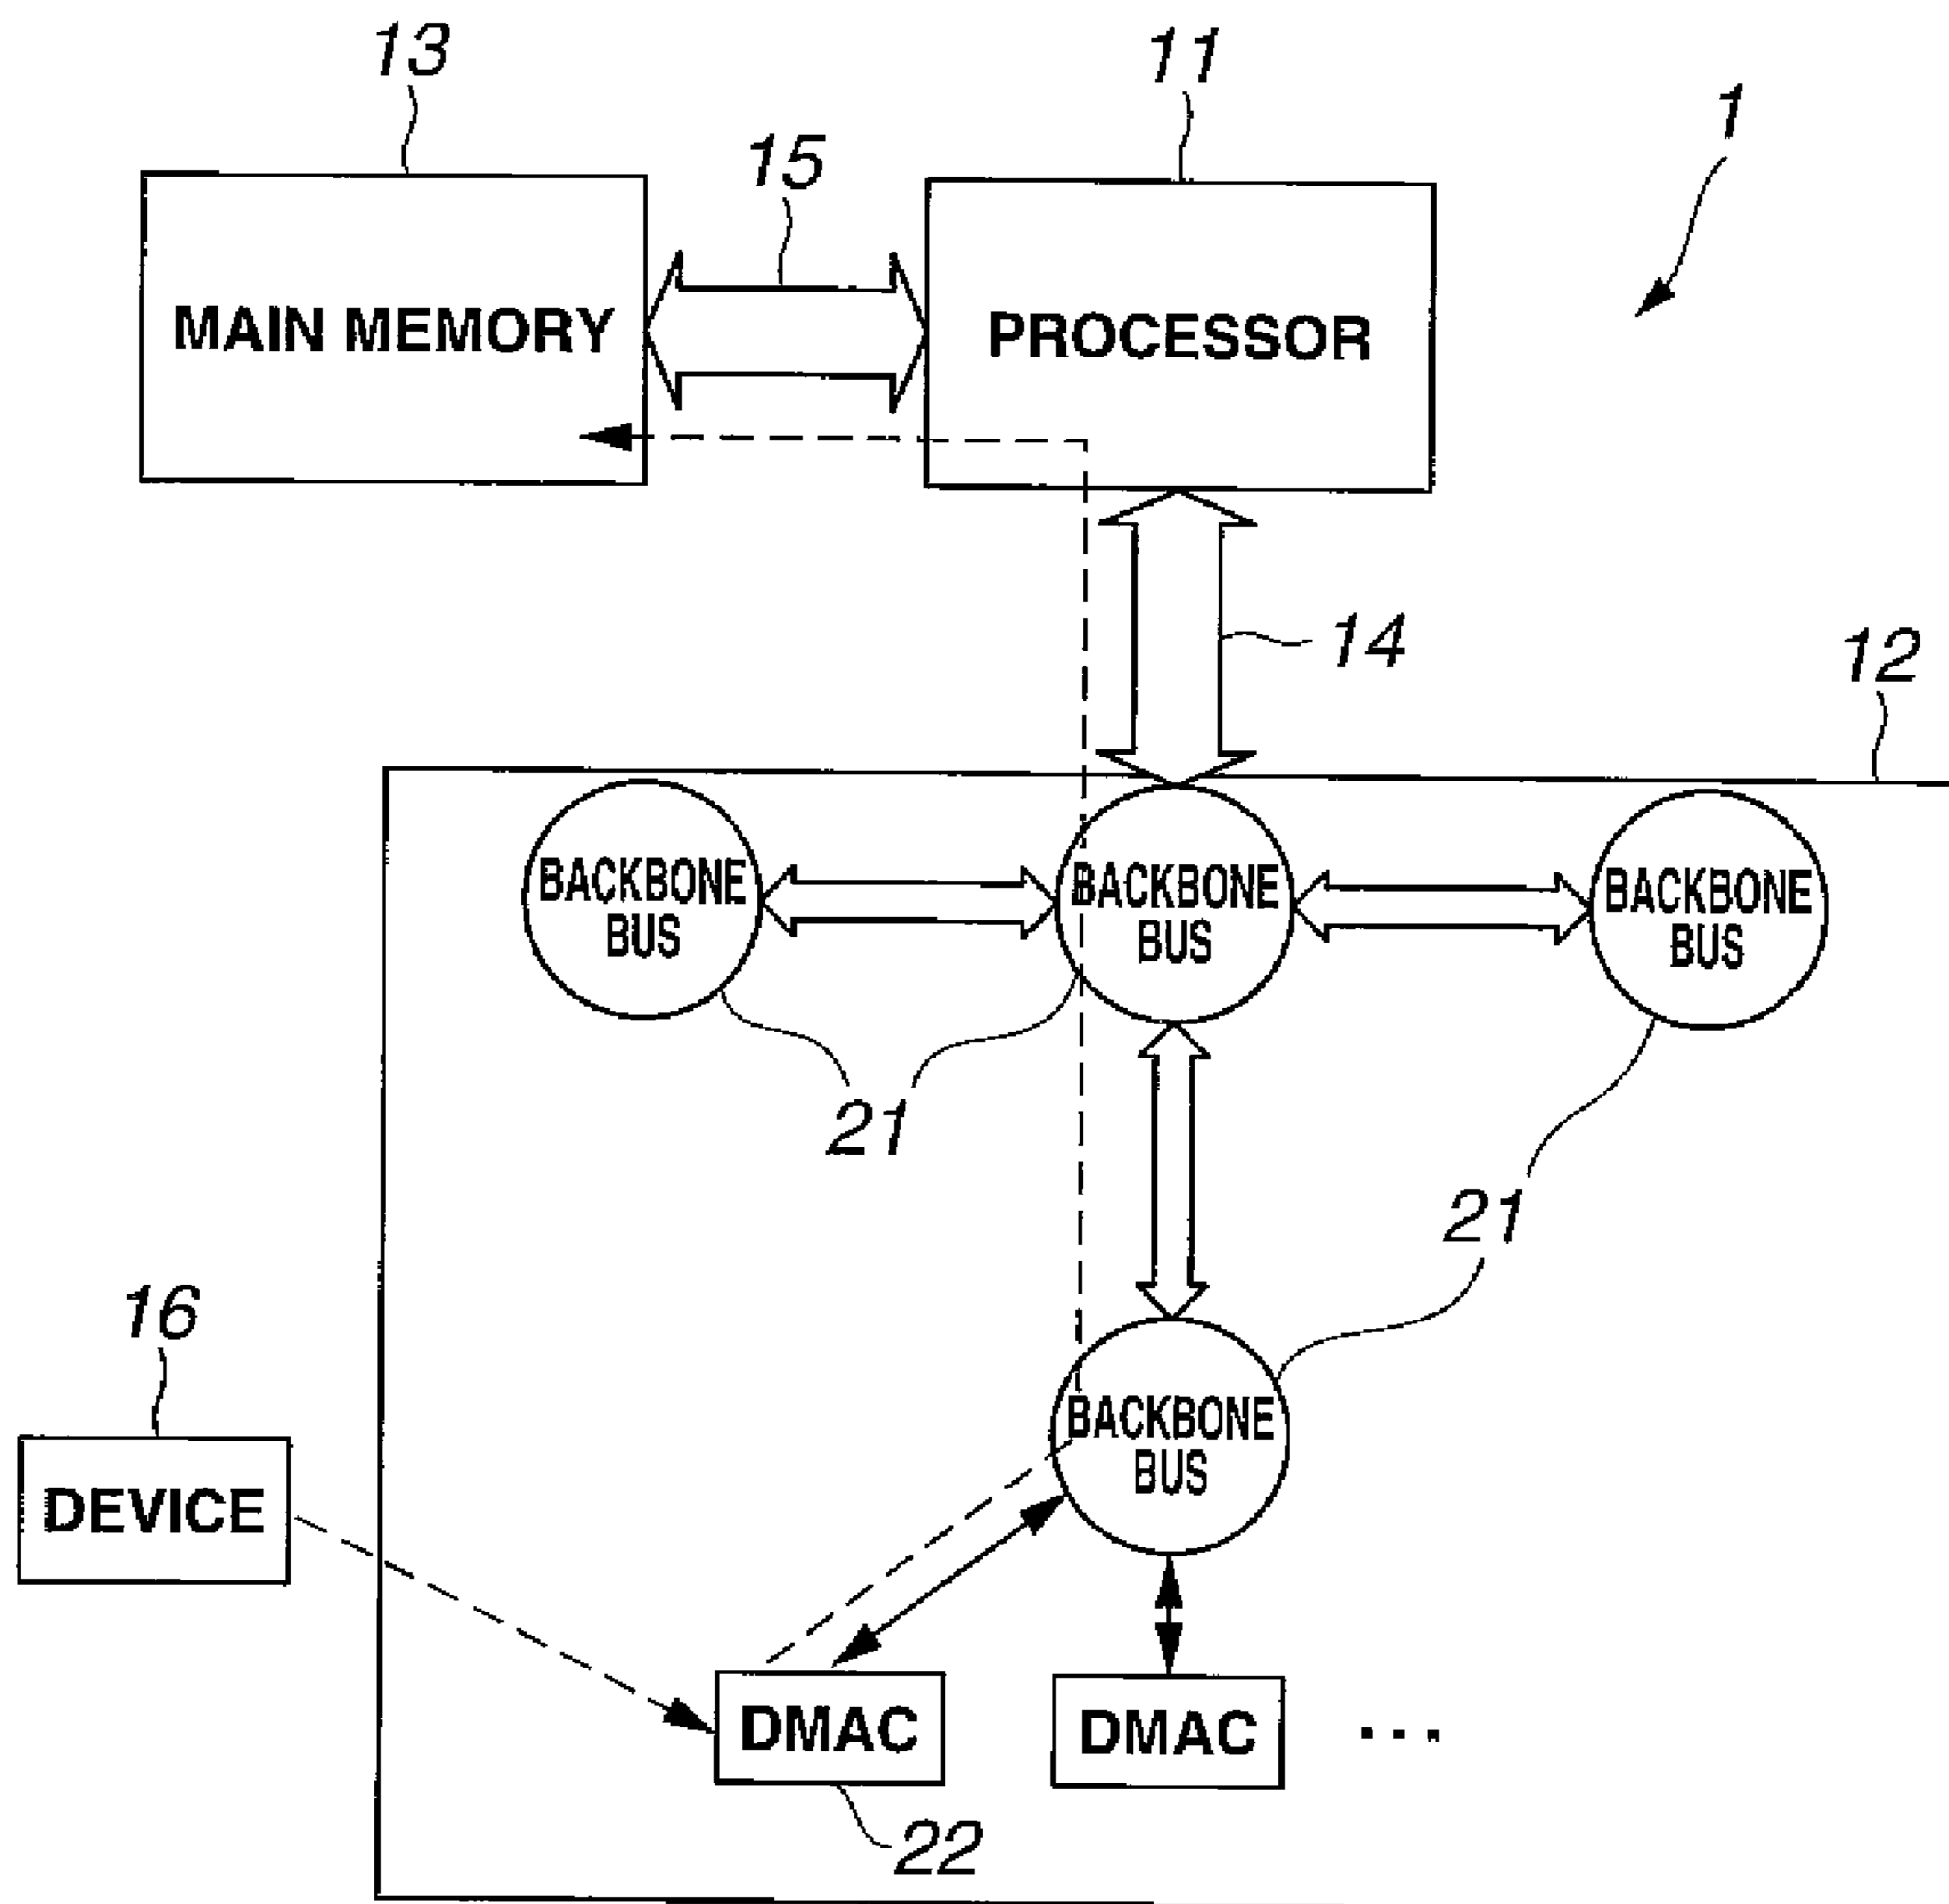 13
11
1
15
MAIN MEMORY
PROCESSOR
14
12
BACKBONE
BUS
BACKBONE
BUS
BACKBONE
BUS
21
21
16
BACKBONE
BUS
DEVICE
DMAC
DMAC
...
22